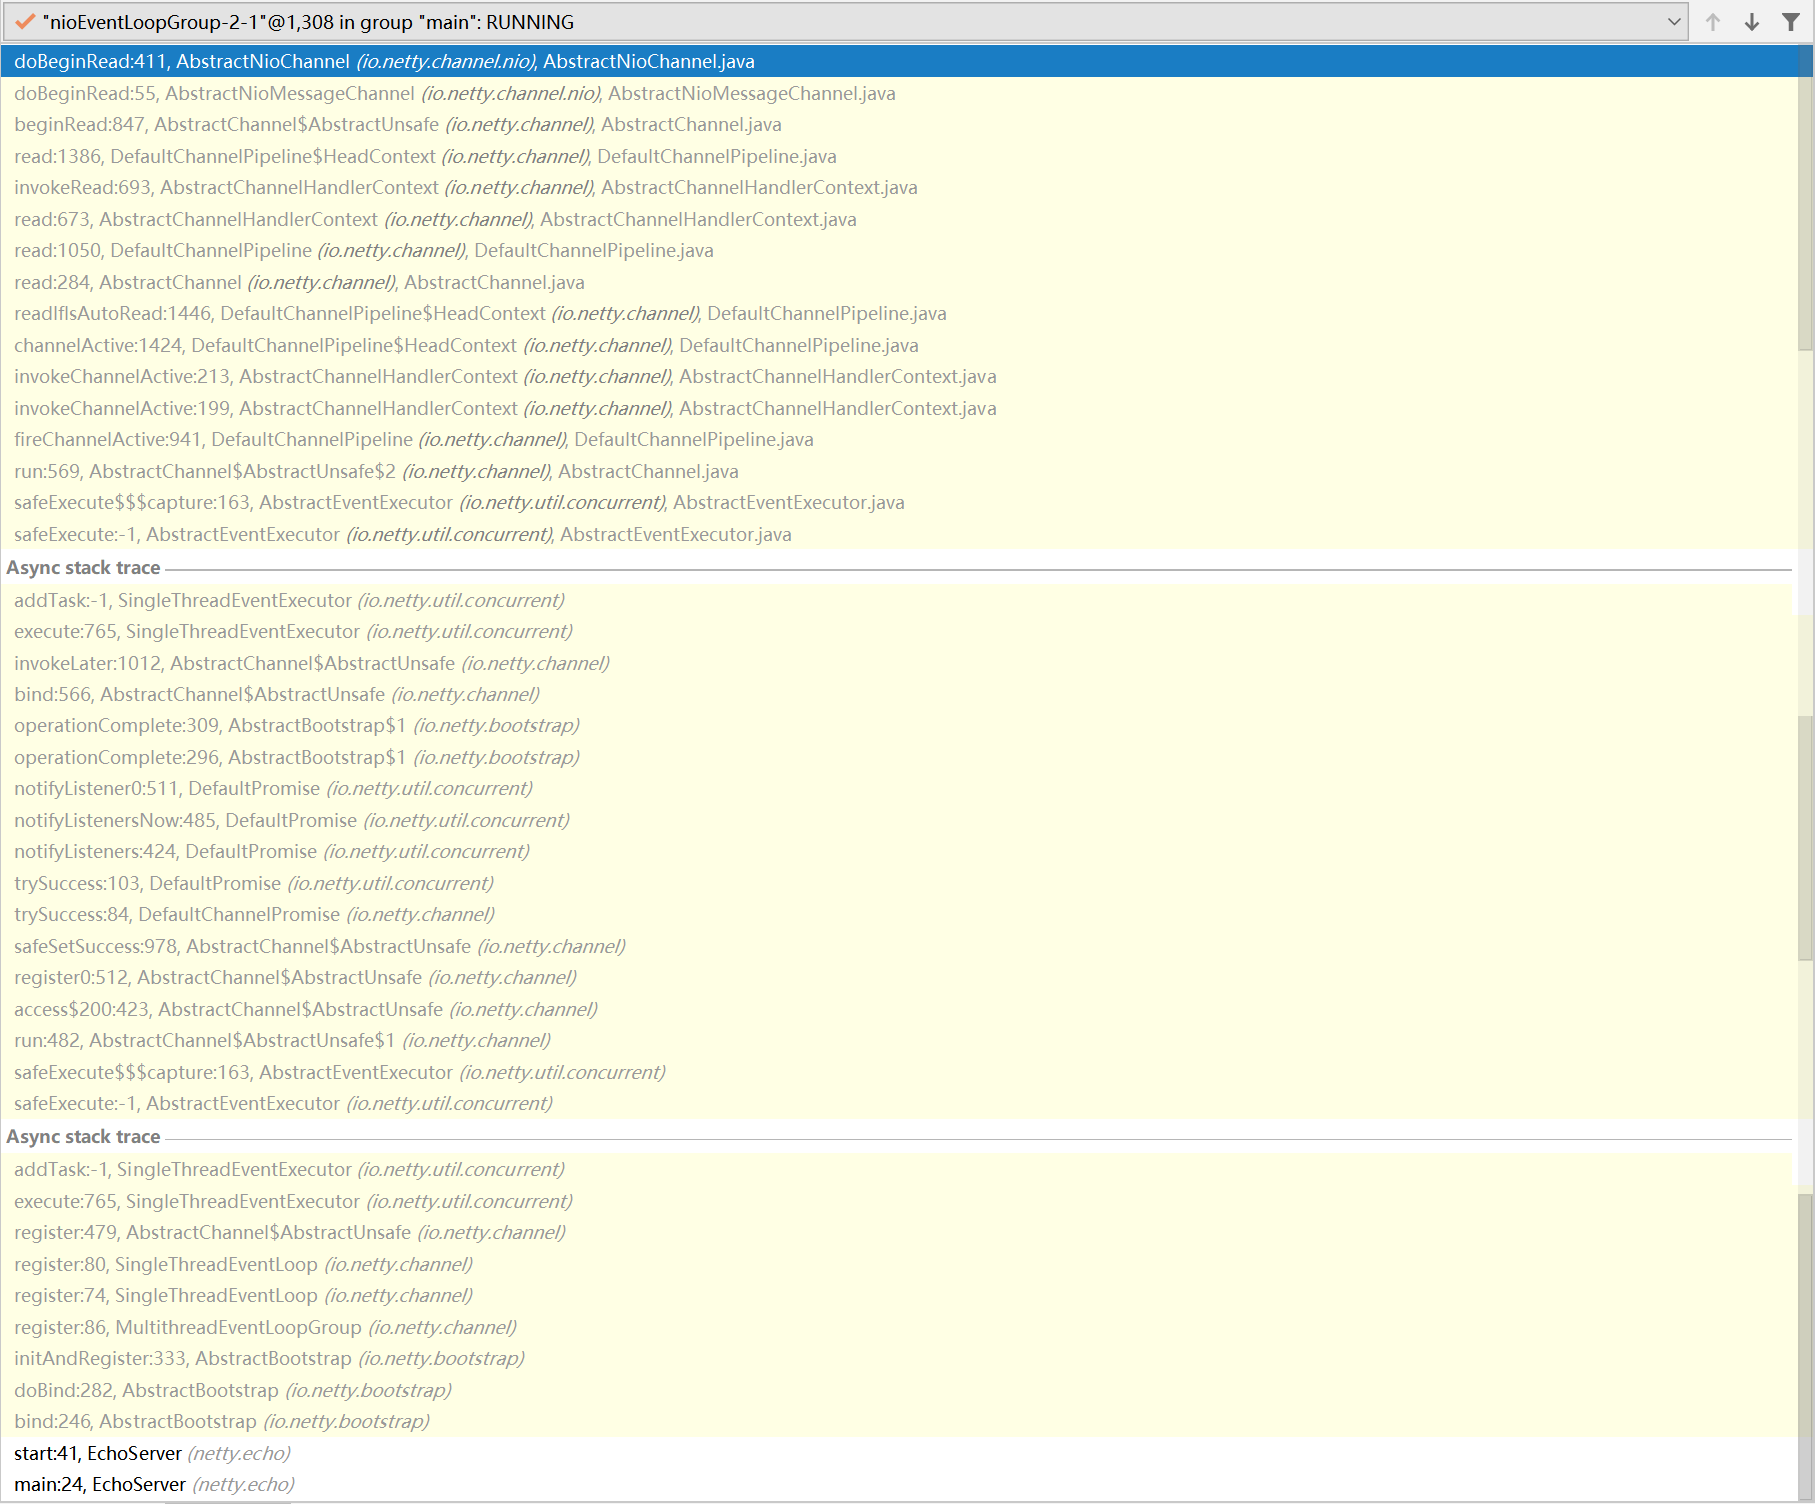 "nioEventLoopGroup-2-1"@1,308 in group "main": RUNNING
doBeginRead:411, AbstractNioChannel (io.netty.channel.nio), AbstractNioChannel.java
doBeginRead:55, AbstractNioMessageChannel (io.netty.channel.nio), AbstractNioMessageChannel.java
beginRead:847, AbstractChannel$AbstractUnsafe (io.netty.channel), AbstractChannel.java
read:1386, DefaultChannelPipeline$HeadContext (io.netty.channel), DefaultChannelPipeline.java
invokeRead:693, AbstractChannelHandlerContext (io.netty.channel), AbstractChannelHandlerContext.java
read:673, AbstractChannelHandlerContext (io.netty.channel), AbstractChannelHandlerContext.java
read:1050, DefaultChannelPipeline (io.netty.channel), DefaultChannelPipeline.java
read:284, AbstractChannel (io.netty.channel), AbstractChannel.java
readIfIsAutoRead:1446, DefaultChannelPipeline$HeadContext (io.netty.channel), DefaultChannelPipeline.java
channelActive:1424, DefaultChannelPipeline$HeadContext (io.netty.channel), DefaultChannelPipeline.java
invokeChannelActive:213, AbstractChannelHandlerContext (io.netty.channel), AbstractChannelHandlerContext.java
invokeChannelActive:199, AbstractChannelHandlerContext (io.netty.channel), AbstractChannelHandlerContext.java
fireChannelActive:941, DefaultChannelPipeline (io.netty.channel), DefaultChannelPipeline.java
run:569, AbstractChannel$AbstractUnsafe$2 (io.netty.channel), AbstractChannel.java
safeExecute$$$capture:163, AbstractEventExecutor (io.netty.util.concurrent), AbstractEventExecutor.java
safeExecute:-1, AbstractEventExecutor (io.netty.util.concurrent), AbstractEventExecutor.java
Async stack trace
addTask:-1, SingleThreadEventExecutor (io.netty.util.concurrent)
execute:765, SingleThreadEventExecutor (io.netty.util.concurrent)
invokeLater:1012, AbstractChannel$AbstractUnsafe (io.netty.channel)
bind:566, AbstractChannel$AbstractUnsafe (io.netty.channel)
operationComplete:309, AbstractBootstrap$1 (io.netty.bootstrap)
operationComplete:296, AbstractBootstrap$1 (io.netty.bootstrap)
notifyListener0:511, DefaultPromise (io.netty.util.concurrent)
notifyListenersNow:485, DefaultPromise (io.netty.util.concurrent)
notifyListeners:424, DefaultPromise (io.netty.util.concurrent)
trySuccess:103, DefaultPromise (io.netty.util.concurrent)
trySuccess:84, DefaultChannelPromise (io.netty.channel)
safeSetSuccess:978, AbstractChannel$AbstractUnsafe (io.netty.channel)
register0:512, AbstractChannel$AbstractUnsafe (io.netty.channel)
access$200:423, AbstractChannel$AbstractUnsafe (io.netty.channel)
run:482, AbstractChannel$AbstractUnsafe$1 (io.netty.channel)
safeExecute$$$capture:163, AbstractEventExecutor (io.netty.util.concurrent)
safeExecute:-1, AbstractEventExecutor (io.netty.util.concurrent)
Async stack trace
addTask:-1, SingleThreadEventExecutor (io.netty.util.concurrent)
execute:765, SingleThreadEventExecutor (io.netty.util.concurrent)
register:479, AbstractChannel$AbstractUnsafe (io.netty.channel)
register:80, SingleThreadEventLoop (io.netty.channel)
register:74, SingleThreadEventLoop (io.netty.channel)
register:86, MultithreadEventLoopGroup (io.netty.channel)
initAndRegister:333, AbstractBootstrap (io.netty.bootstrap)
doBind:282, AbstractBootstrap (io.netty.bootstrap)
bind:246, AbstractBootstrap (io.netty.bootstrap)
start:41, EchoServer (netty.echo)
main:24, EchoServer (netty.echo)